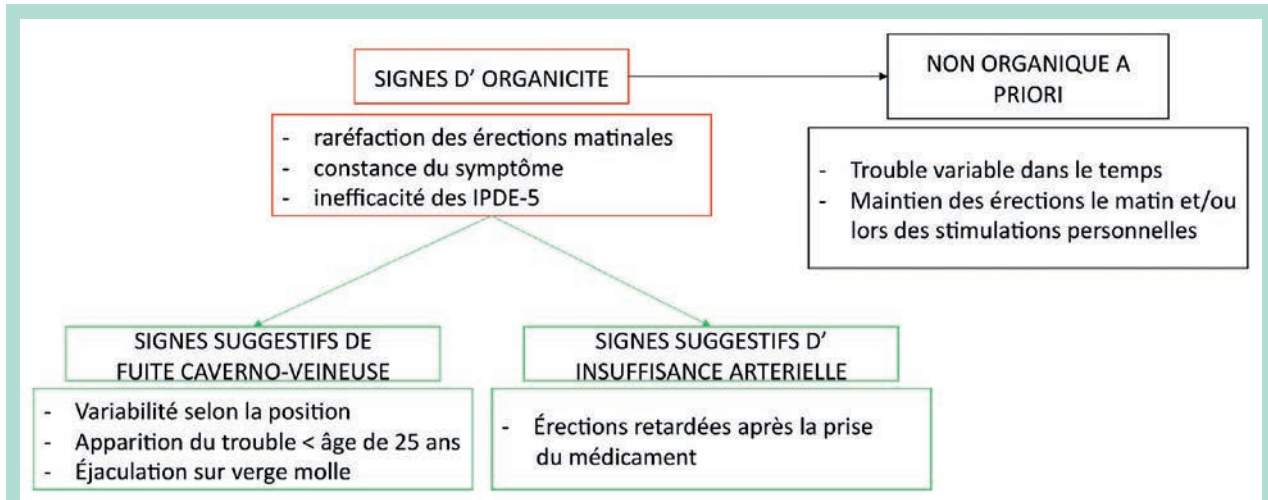 SIGNES D' ORGANICITE
NON ORGANIQUE A
PRIORI
- raréfaction des érections matinales
- constance du symptôme
- inefficacité des IPDE-5
- Trouble variable dans le temps
- Maintien des érections le matin et/ou
lors des stimulations personnelles
SIGNES SUGGESTIFS DE
FUITE CAVERNO-VEINEUSE
- Variabilité selon la position
- Apparition du trouble < âge de 25 ans
- Éjaculation sur verge molle
SIGNES SUGGESTIFS D'
INSUFFISANCE ARTERIELLE
- Érections retardées après la prise
du médicament